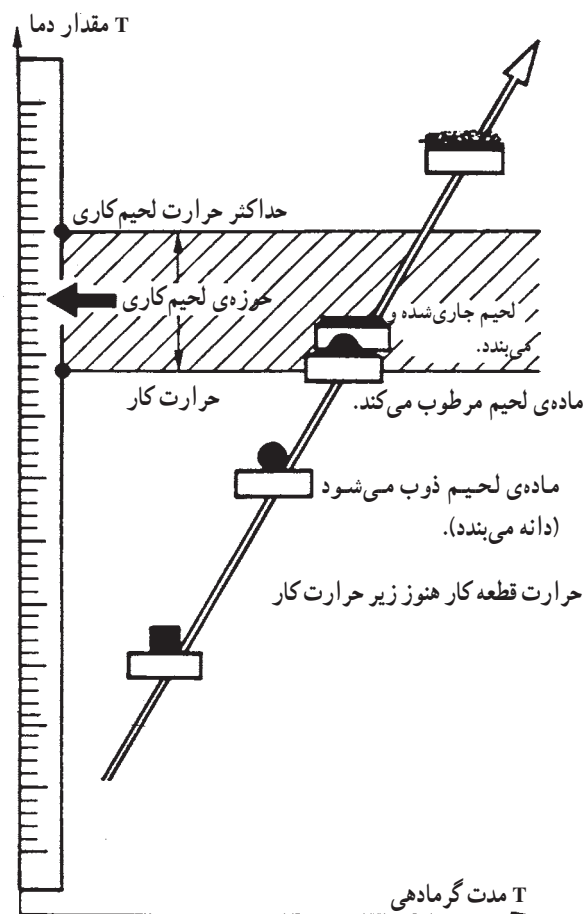 T مقدار دما
حداکثر حرارت لحیم‌کاری
حوزه‌ی لحیم‌کاری
لحیم جاری‌شده و
می‌بندد.
حرارت کار
ماده‌ی لحیم مرطوب می‌کند.
ماده‌ی لحیم ذوب می‌شود
(دانه می‌بندد).
حرارت قطعه کار هنوز زیر حرارت کار
T مدت گرمادهی